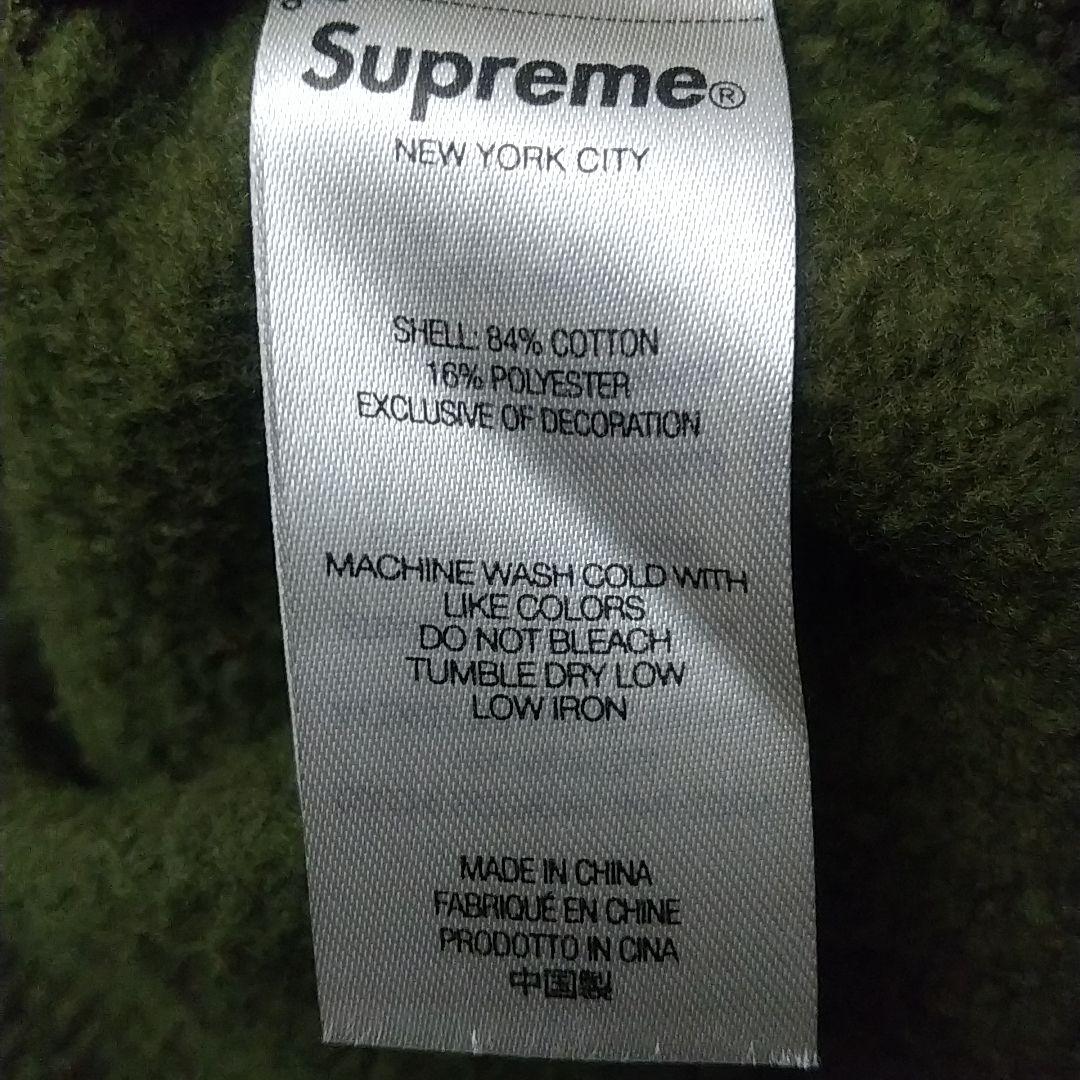 Supreme®
NEW YORK CITY
SHELL: 84% COTTON
16% POLYESTER
EXCLUSIVE OF DECORATION
MACHINE WASH COLD WITH
LIKE COLORS
DO NOT BLEACH
TUMBLE DRY LOW
LOW IRON
MADE IN CHINA
FABRIQUÉ EN CHINE
PRODOTTO IN CINA
中国製